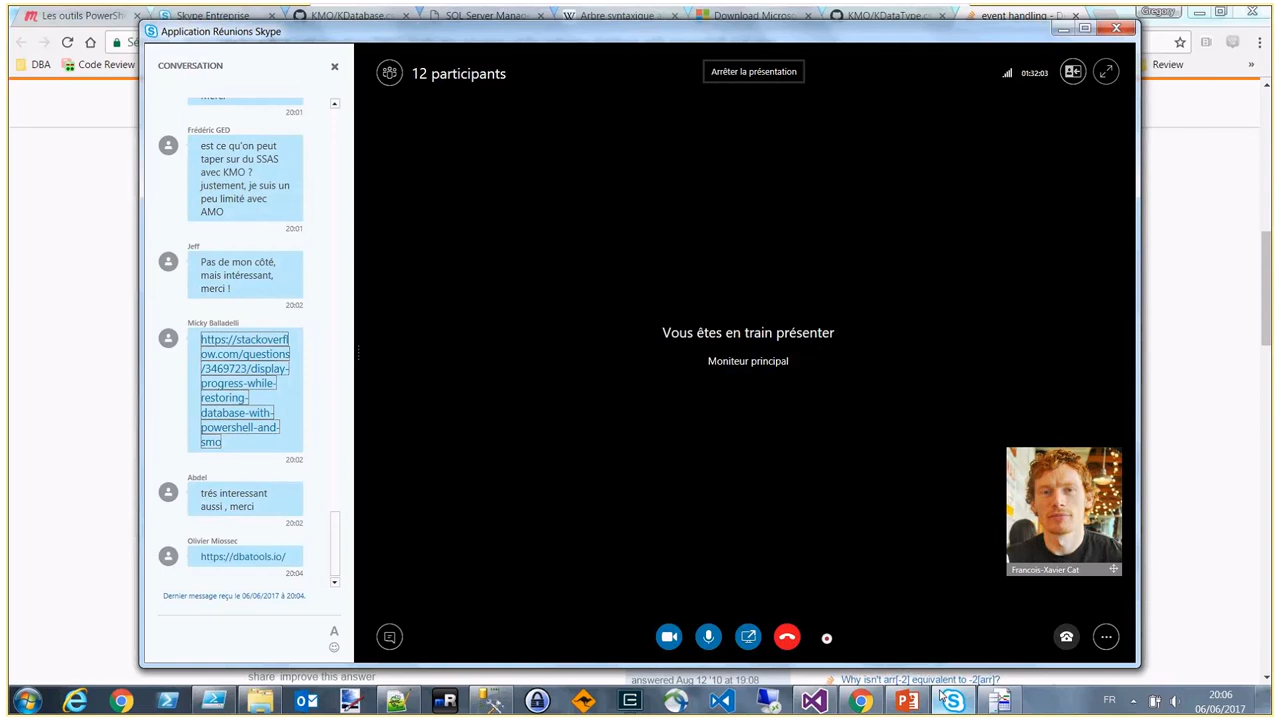 Les outils PowerSh
Skype Entreprise
KMO/KDatabase.c
SQL Server Mana
Arbre syntaxique
Download Micros
KMO/KDataType.c
event handling - D
Gregory
Application Réunions Skype
DBA
Code Review
Review
»
CONVERSATION
12 participants
Arrêter la présentation
01:32:03
20:01
Frédéric GED
est ce qu'on peut
taper sur du SSAS
avec KMO ?
justement, je suis un
peu limité avec
AMO
20:01
Jeff
Pas de mon côté,
mais intéressant,
merci !
20:02
Micky Balladelli
https://stackoverfl
ow.com/questions
/3469723/display-
progress-while-
restoring-
database-with-
powershell-and-
smo
20:02
Abdel
trés interessant
aussi , merci
20:02
Olivier Miossec
https://dbatools.io/
20:04
Dernier message reçu le 06/06/2017 à 20:04.
A
Vous êtes en train présenter
Moniteur principal
Francois-Xavier Cat
share improve this answer
answered Aug 12 '10 at 19:08
Why isn't arr[-2] equivalent to -2[arr]?
FR
20:06
06/06/2017